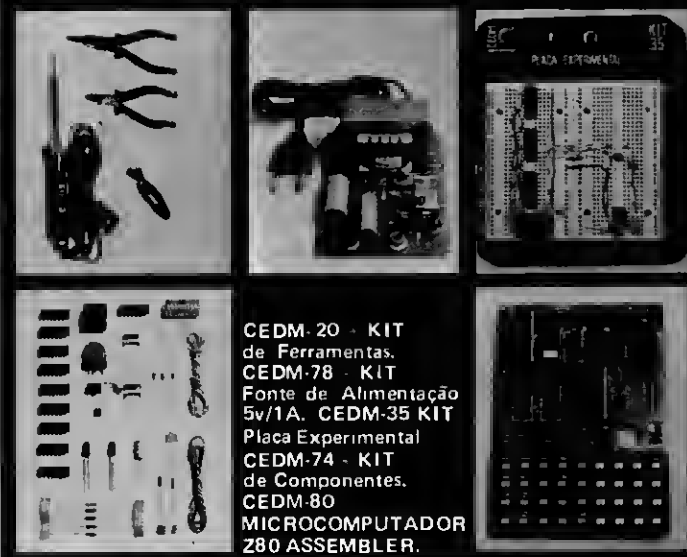 KIT
35
PLACA EXPERIMENTAL
CEDM-20 - KIT
de Ferramentas.
CEDM-78 - KIT
Fonte de Alimentação
5v/1A. CEDM-35 KIT
Placa Experimental
CEDM-74 - KIT
de Componentes.
CEDM-80
MICROCOMPUTADOR
Z80 ASSEMBLER.